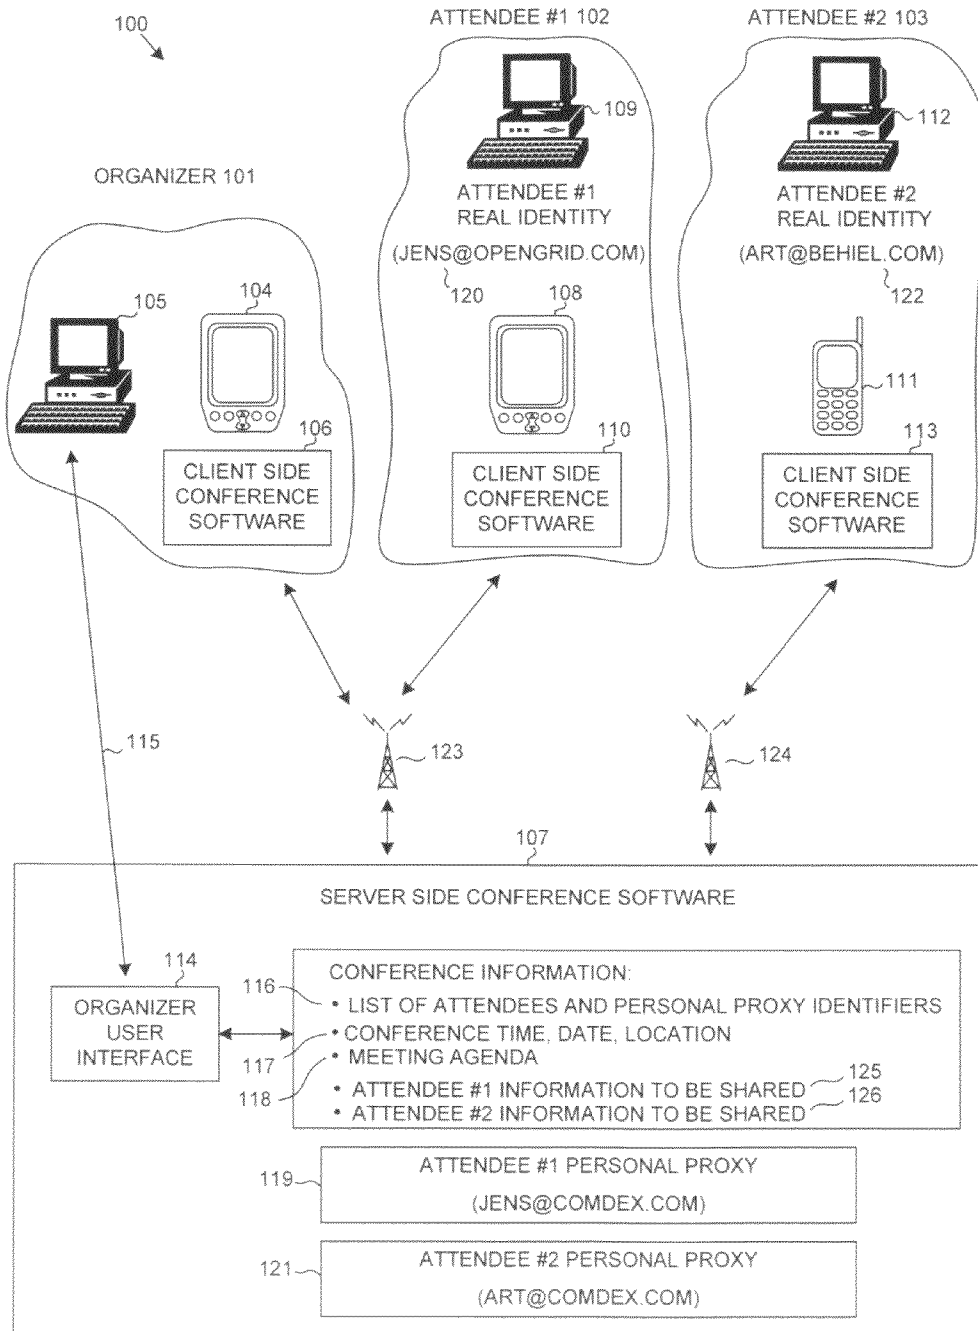 100
ATTENDEE #1 102
ATTENDEE #2 103
109
112
ORGANIZER 101
ATTENDEE #1
REAL IDENTITY
(JENS@OPENGRID.COM)
120
ATTENDEE #2
REAL IDENTITY
(ART@BEHIEL.COM)
122
105
104
108
111
106
CLIENT SIDE
CONFERENCE
SOFTWARE
110
CLIENT SIDE
CONFERENCE
SOFTWARE
113
CLIENT SIDE
CONFERENCE
SOFTWARE
115
123
124
107
SERVER SIDE CONFERENCE SOFTWARE
114
ORGANIZER
USER
INTERFACE
CONFERENCE INFORMATION:
116
• LIST OF ATTENDEES AND PERSONAL PROXY IDENTIFIERS
117
• CONFERENCE TIME, DATE, LOCATION
118
• MEETING AGENDA
• ATTENDEE #1 INFORMATION TO BE SHARED
125
• ATTENDEE #2 INFORMATION TO BE SHARED
126
119
ATTENDEE #1 PERSONAL PROXY
(JENS@COMDEX.COM)
121
ATTENDEE #2 PERSONAL PROXY
(ART@COMDEX.COM)